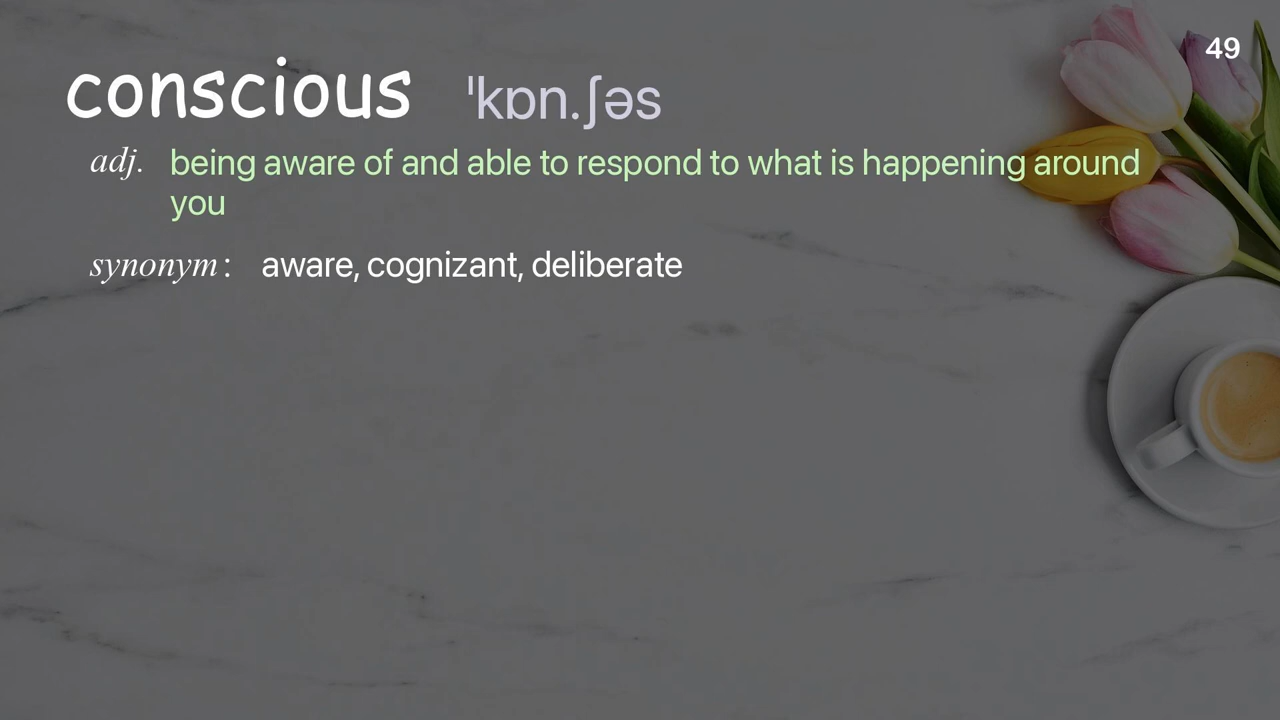 49
conscious ˈkɒn.ʃəs
adj. being aware of and able to respond to what is happening around
you
synonym : aware, cognizant, deliberate